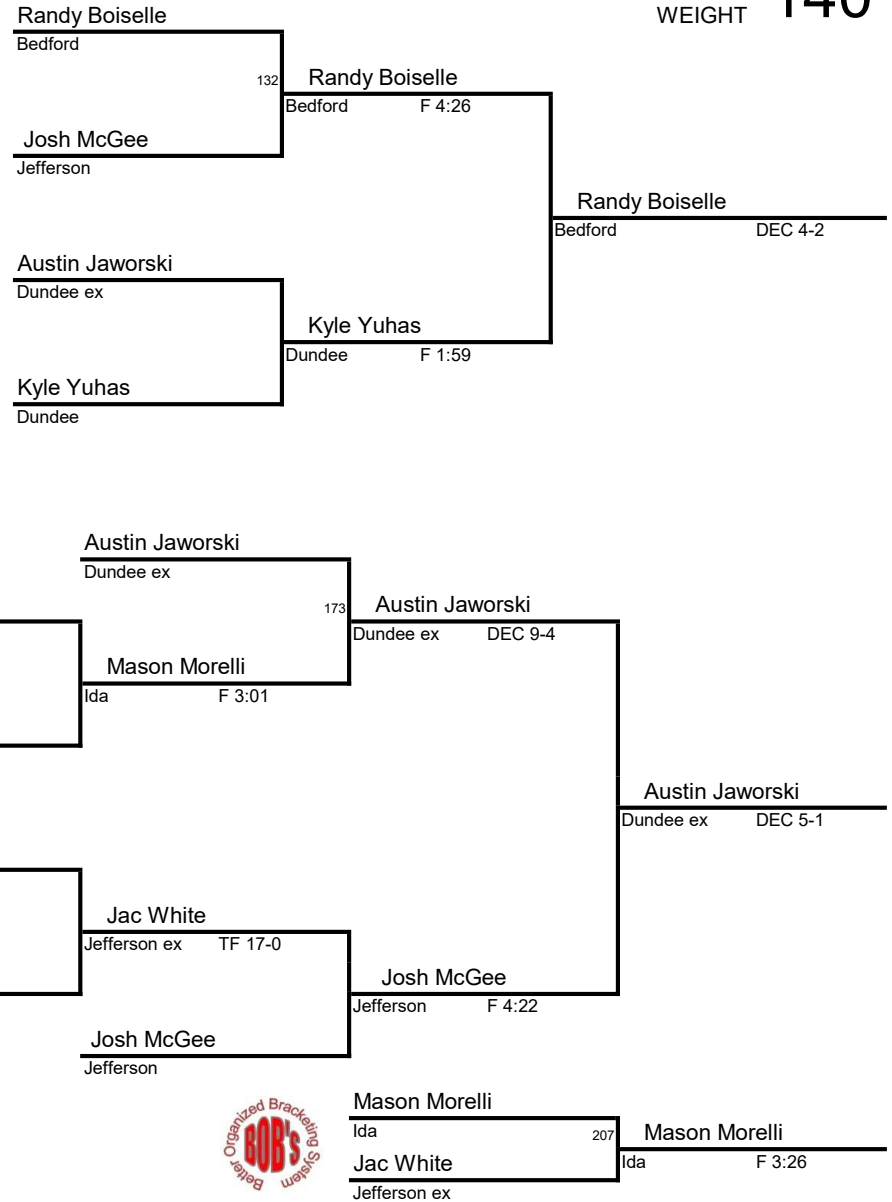 Randy Boiselle
WEIGHT 140
Bedford
132 Randy Boiselle
Bedford F 4:26
Josh McGee
Jefferson
Randy Boiselle
Bedford DEC 4-2
Austin Jaworski
Dundee ex
Kyle Yuhas
Dundee F 1:59
Kyle Yuhas
Dundee
Austin Jaworski
Dundee ex
173 Austin Jaworski
Dundee ex DEC 9-4
Mason Morelli
Ida F 3:01
Austin Jaworski
Dundee ex DEC 5-1
Jac White
Jefferson ex TF 17-0
Josh McGee
Jefferson F 4:22
Josh McGee
Jefferson
Better Organized Bracketing System
BOB's
Mason Morelli
Ida
207 Mason Morelli
Ida F 3:26
Jac White
Jefferson ex